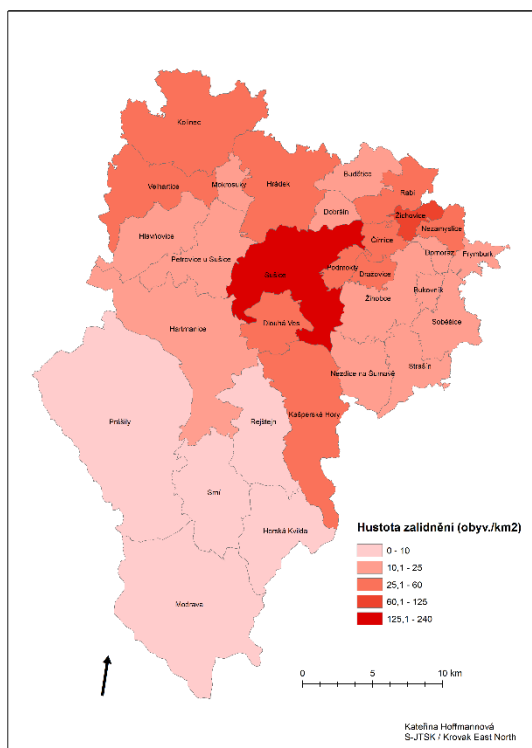 Kolinec
Velhartice
Mokrosuky
Hrádek
Budětice
Rabí
Dobršín
Žichovice
Nezamyslice
Hlavňovice
Petrovice u Sušice
Čímice
Domoraz
Frymburk
Sušice
Podmokly
Dražovice
Bukovník
Žihobce
Soběšice
Hartmanice
Dlouhá Ves
Nezdice na Šumavě
Strašín
Prášily
Rejštejn
Kašperské Hory
Srní
Horská Kvilda
Modrava
Hustota zalidnění (obyv./km2)
0 - 10
10,1 - 25
25,1 - 60
60,1 - 125
125,1 - 240
0 5 10 km
Kateřina Hoffmannová
S-JTSK / Krovak East North